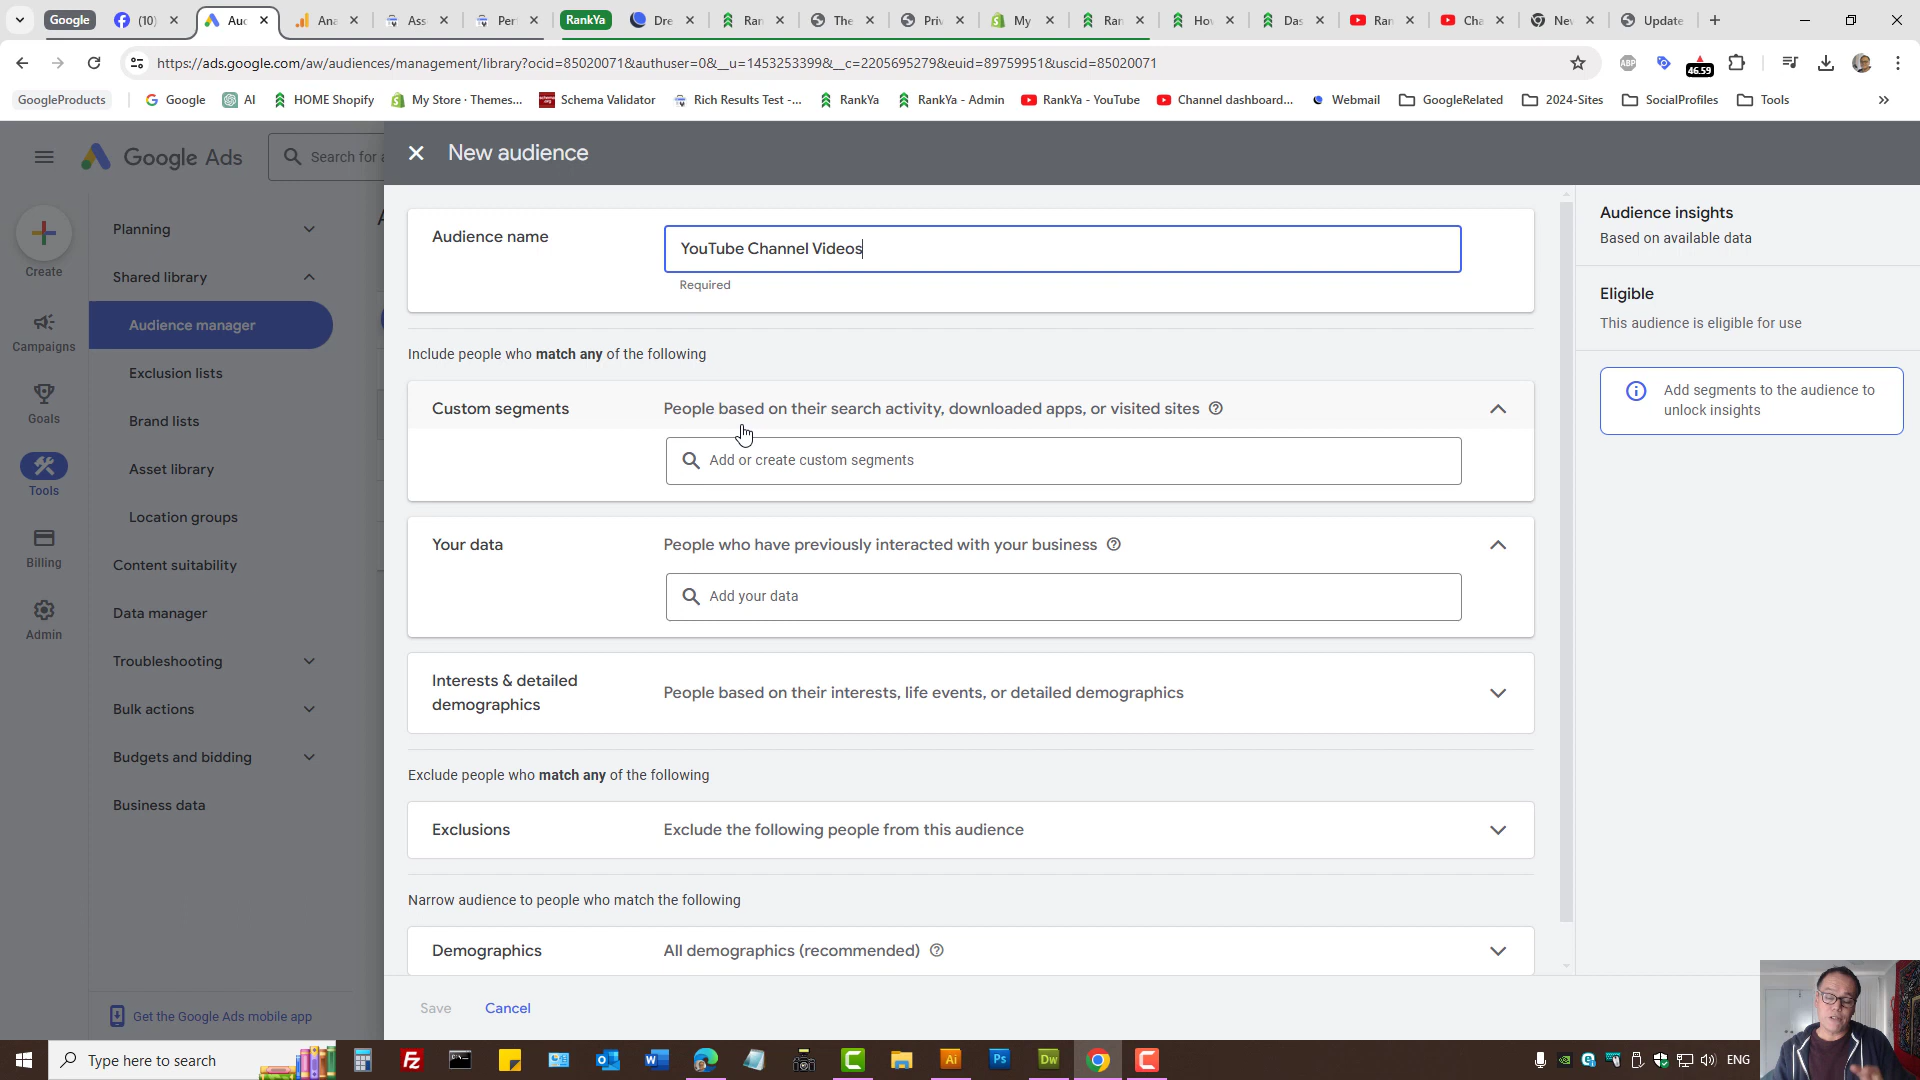 Google
(10)
Auc
Ana
Ass
Per
RankYa
Dre
Ran
The
Priv
My
Ran
Hov
Das
Ran
Cha
Nev
Update
https://ads.google.com/aw/audiences/management/library?ocid=85020071&authuser=0&__u=1453253399&__c=2205695279&euid=89759951&uscid=85020071
ABP
46.59
GoogleProducts
Google
AI
HOME Shopify
My Store · Themes...
Schema Validator
Rich Results Test -...
RankYa
RankYa - Admin
RankYa - YouTube
Channel dashboard...
Webmail
GoogleRelated
2024-Sites
SocialProfiles
Tools
Google Ads
Search for a
New audience
Create
Campaigns
Goals
Tools
Billing
Admin
Planning
Shared library
Audience manager
Exclusion lists
Brand lists
Asset library
Location groups
Content suitability
Data manager
Troubleshooting
Bulk actions
Budgets and bidding
Business data
Get the Google Ads mobile app
Audience name
YouTube Channel Videos
Required
Include people who match any of the following
Custom segments
People based on their search activity, downloaded apps, or visited sites
Add or create custom segments
Your data
People who have previously interacted with your business
Add your data
Interests & detailed
demographics
People based on their interests, life events, or detailed demographics
Exclude people who match any of the following
Exclusions
Exclude the following people from this audience
Narrow audience to people who match the following
Demographics
All demographics (recommended)
Save
Cancel
Audience insights
Based on available data
Eligible
This audience is eligible for use
Add segments to the audience to
unlock insights
Type here to search
Ai
Ps
Dw
ENG